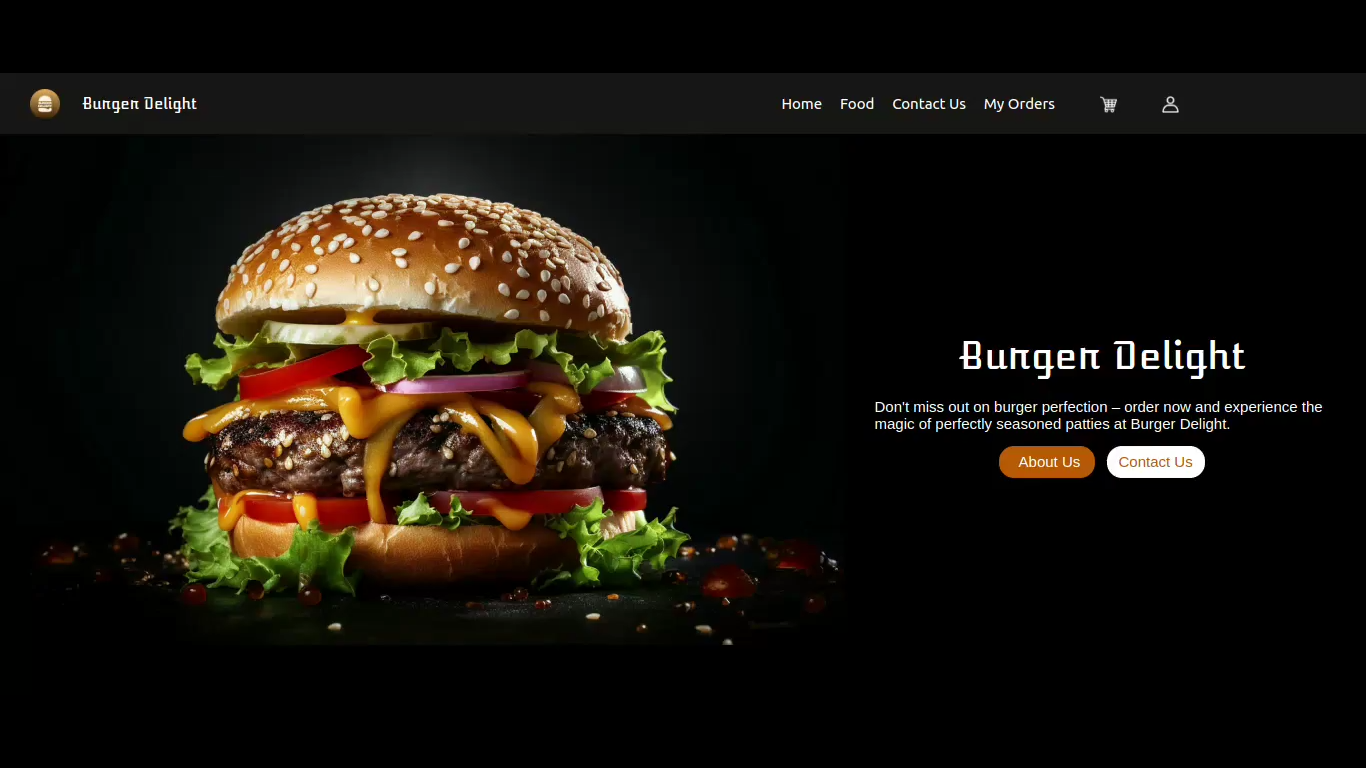 Burger Delight
Home Food Contact Us My Orders
Burger Delight
Don't miss out on burger perfection – order now and experience the
magic of perfectly seasoned patties at Burger Delight.
About Us Contact Us